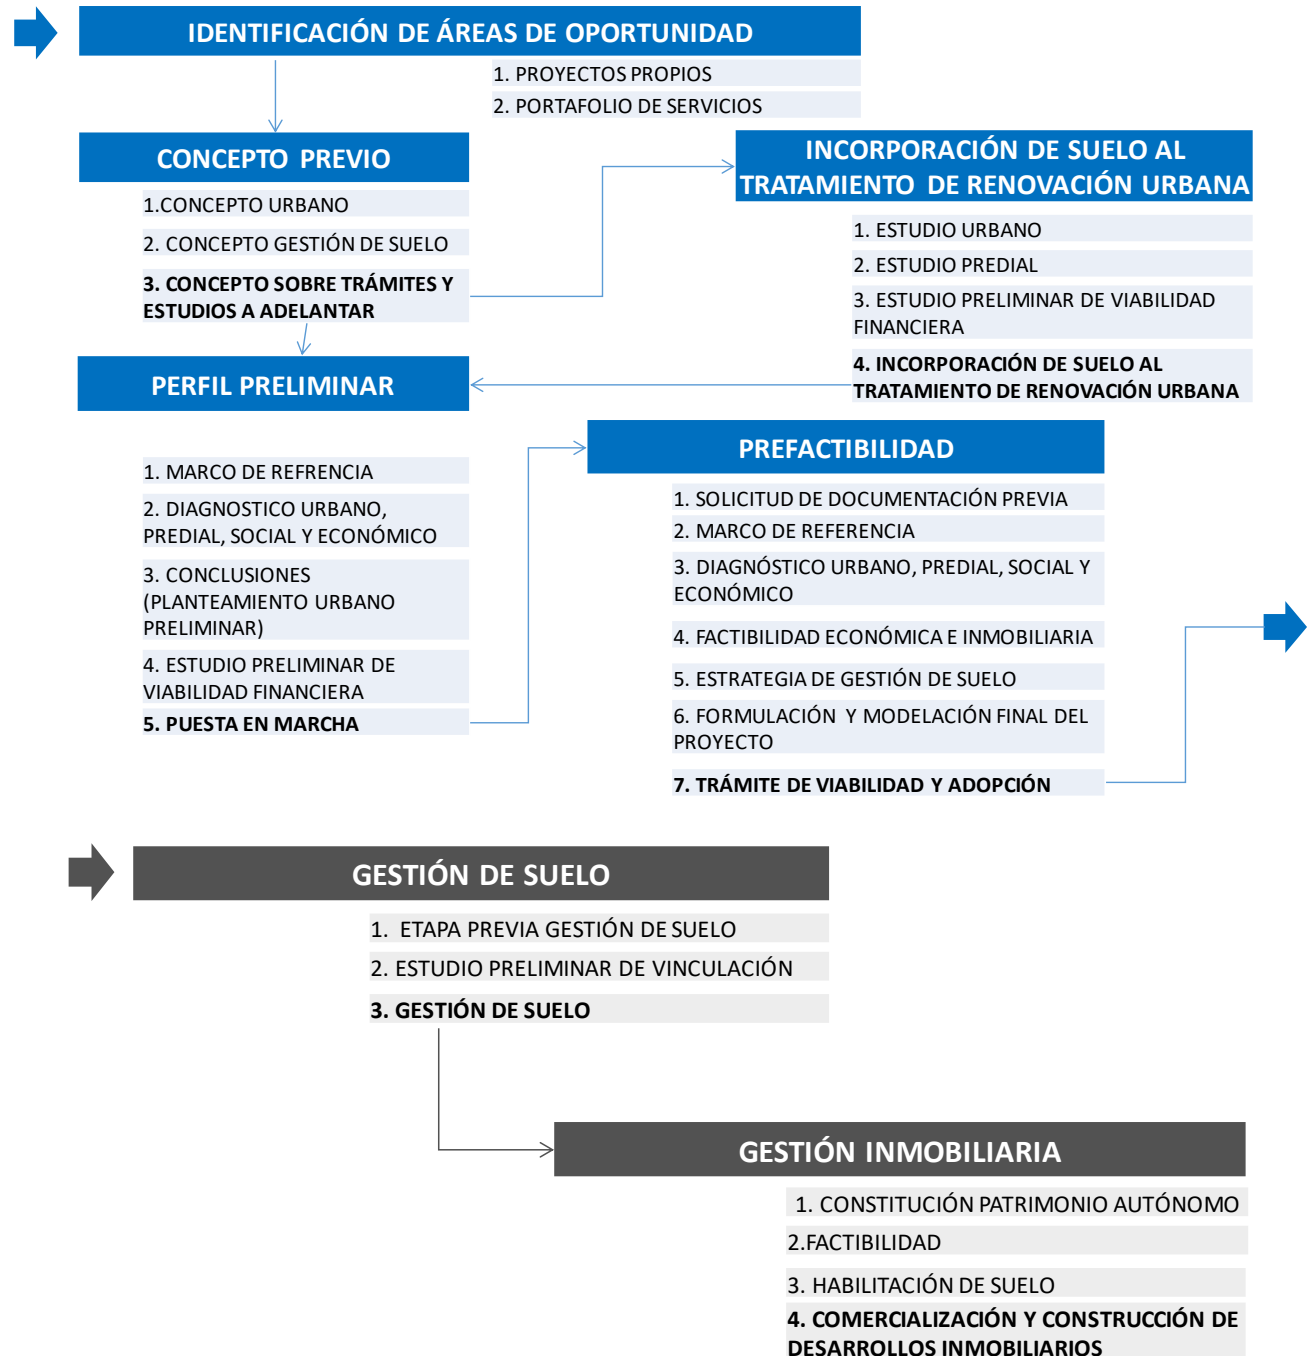 IDENTIFICACIÓN DE ÁREAS DE OPORTUNIDAD
1. PROYECTOS PROPIOS
2. PORTAFOLIO DE SERVICIOS
CONCEPTO PREVIO
1.CONCEPTO URBANO
2. CONCEPTO GESTIÓN DE SUELO
3. CONCEPTO SOBRE TRÁMITES Y
ESTUDIOS A ADELANTAR
INCORPORACIÓN DE SUELO AL
TRATAMIENTO DE RENOVACIÓN URBANA
1. ESTUDIO URBANO
2. ESTUDIO PREDIAL
3. ESTUDIO PRELIMINAR DE VIABILIDAD
FINANCIERA
4. INCORPORACIÓN DE SUELO AL
TRATAMIENTO DE RENOVACIÓN URBANA
PERFIL PRELIMINAR
1. MARCO DE REFRENCIA
2. DIAGNOSTICO URBANO,
PREDIAL, SOCIAL Y ECONÓMICO
3. CONCLUSIONES
(PLANTEAMIENTO URBANO
PRELIMINAR)
4. ESTUDIO PRELIMINAR DE
VIABILIDAD FINANCIERA
5. PUESTA EN MARCHA
PREFACTIBILIDAD
1. SOLICITUD DE DOCUMENTACIÓN PREVIA
2. MARCO DE REFERENCIA
3. DIAGNÓSTICO URBANO, PREDIAL, SOCIAL Y
ECONÓMICO
4. FACTIBILIDAD ECONÓMICA E INMOBILIARIA
5. ESTRATEGIA DE GESTIÓN DE SUELO
6. FORMULACIÓN Y MODELACIÓN FINAL DEL
PROYECTO
7. TRÁMITE DE VIABILIDAD Y ADOPCIÓN
GESTIÓN DE SUELO
1. ETAPA PREVIA GESTIÓN DE SUELO
2. ESTUDIO PRELIMINAR DE VINCULACIÓN
3. GESTIÓN DE SUELO
GESTIÓN INMOBILIARIA
1. CONSTITUCIÓN PATRIMONIO AUTÓNOMO
2.FACTIBILIDAD
3. HABILITACIÓN DE SUELO
4. COMERCIALIZACIÓN Y CONSTRUCCIÓN DE
DESARROLLOS INMOBILIARIOS